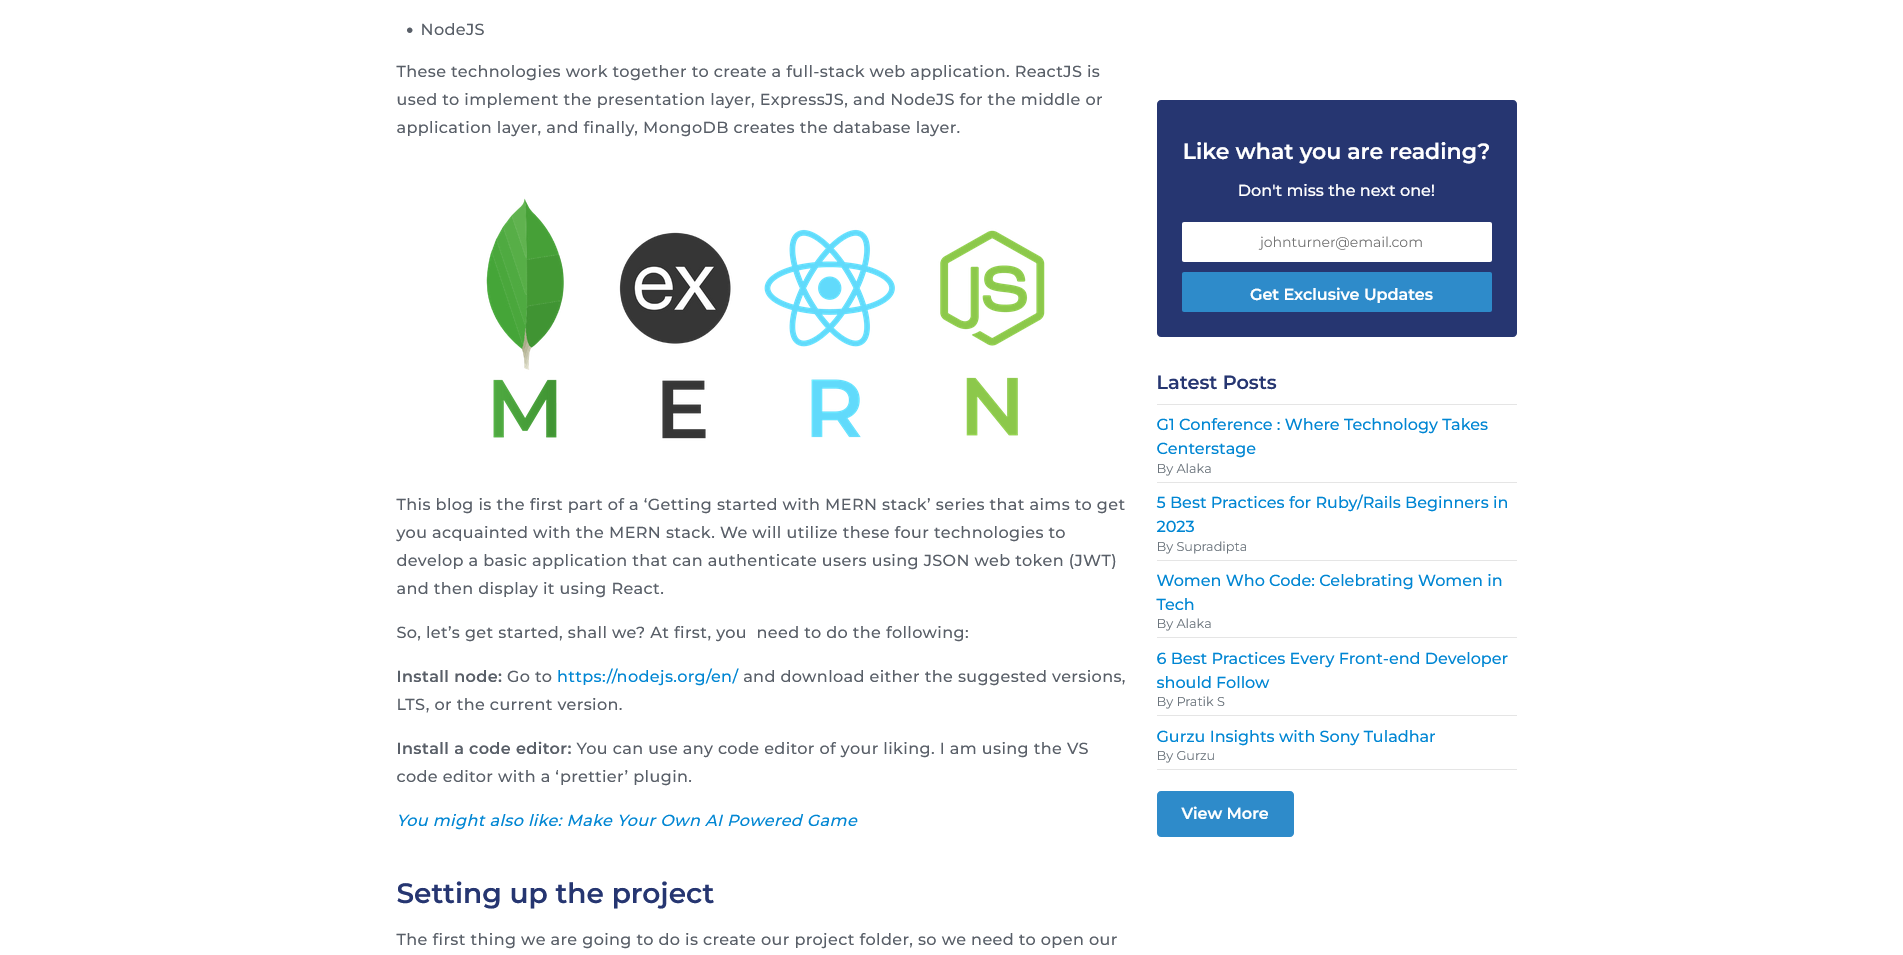 • NodeJS
These technologies work together to create a full-stack web application. ReactJS is
used to implement the presentation layer, ExpressJS, and NodeJS for the middle or
application layer, and finally, MongoDB creates the database layer.
ex
JS
M E R N
This blog is the first part of a ‘Getting started with MERN stack’ series that aims to get
you acquainted with the MERN stack. We will utilize these four technologies to
develop a basic application that can authenticate users using JSON web token (JWT)
and then display it using React.
So, let’s get started, shall we? At first, you  need to do the following:
Install node: Go to https://nodejs.org/en/ and download either the suggested versions,
LTS, or the current version.
Install a code editor: You can use any code editor of your liking. I am using the VS
code editor with a ‘prettier’ plugin.
You might also like: Make Your Own AI Powered Game
Setting up the project
The first thing we are going to do is create our project folder, so we need to open our
Like what you are reading?
Don't miss the next one!
johnturner@email.com
Get Exclusive Updates
Latest Posts
G1 Conference : Where Technology Takes
Centerstage
By Alaka
5 Best Practices for Ruby/Rails Beginners in
2023
By Supradipta
Women Who Code: Celebrating Women in
Tech
By Alaka
6 Best Practices Every Front-end Developer
should Follow
By Pratik S
Gurzu Insights with Sony Tuladhar
By Gurzu
View More